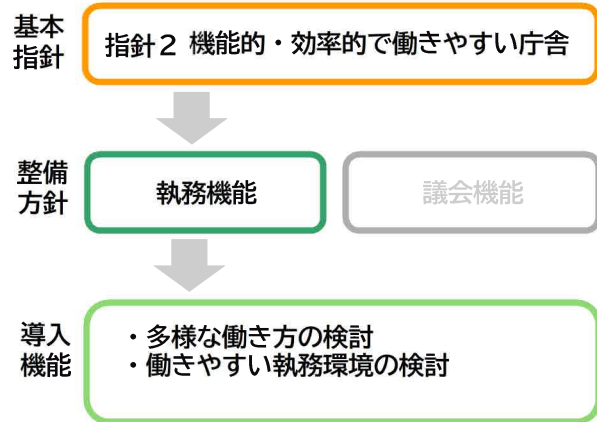 基本
指針
指針２ 機能的・効率的で働きやすい庁舎
整備
方針
執務機能
議会機能
導入
機能
・多様な働き方の検討
・働きやすい執務環境の検討